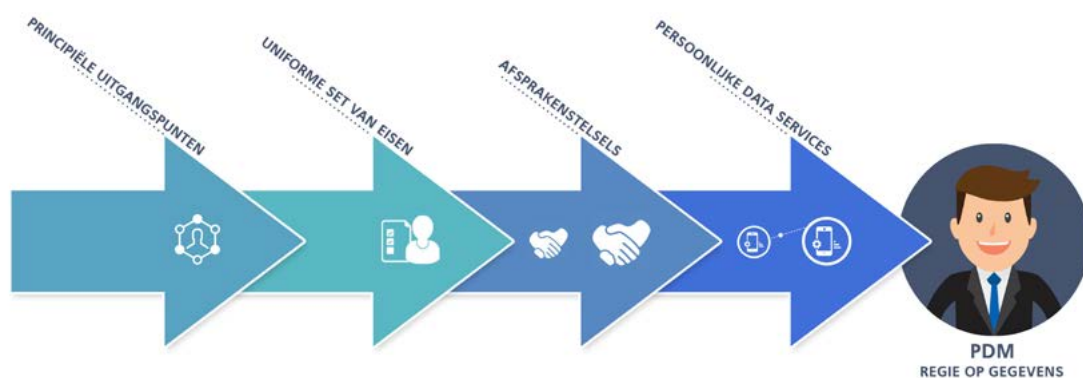 PRINCIPIËLE UITGANGSPUNTEN
UNIFORME SET VAN EISEN
AFSPRAKENSTELSELS
PERSOONLIJKE DATA SERVICES
PDM
REGIE OP GEGEVENS